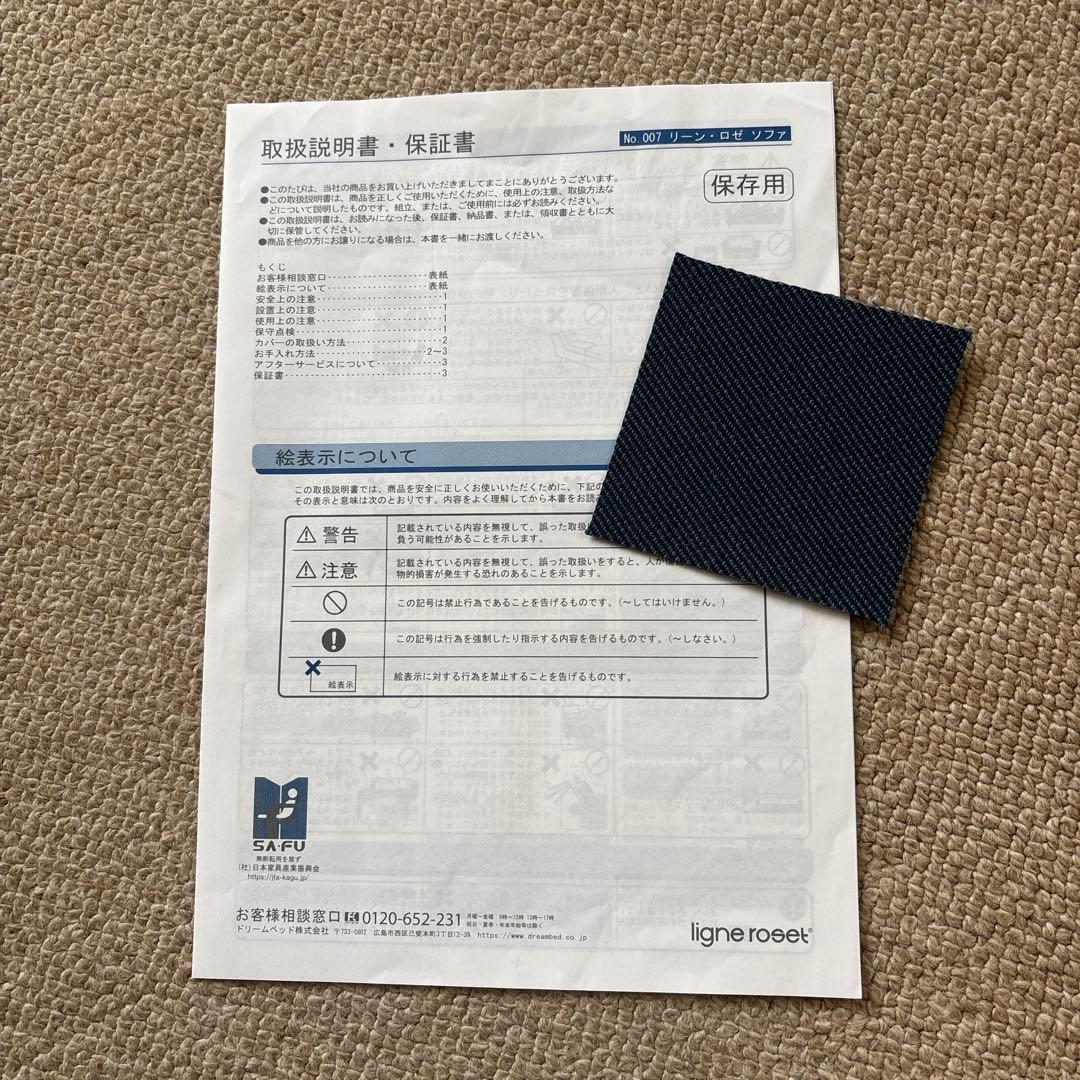 取扱説明書・保証書
No.007 リーン・ロゼ ソファ
保存用
●このたびは、当社の商品をお買い上げいただきましてまことにありがとうございます。
●この取扱説明書は、商品を正しくご使用いただくために、使用上の注意、取扱方法な
どについて説明したものです。組立、または、ご使用前には必ずお読みください。
●この取扱説明書は、お読みになった後、保証書、納品書、または、領収書とともに大
切に保管してください。
●商品を他の方にお譲りになる場合は、本書を一緒にお渡しください。
もくじ
お客様相談窓口・・・・・・・・・・・・・・・・・・・・表紙
絵表示について・・・・・・・・・・・・・・・・・・・・表紙
安全上の注意・・・・・・・・・・・・・・・・・・・・・・・・1
設置上の注意・・・・・・・・・・・・・・・・・・・・・・・・1
使用上の注意・・・・・・・・・・・・・・・・・・・・・・・・1
保守点検・・・・・・・・・・・・・・・・・・・・・・・・・・・・1
カバーの取扱い方法・・・・・・・・・・・・・・・・・・2
お手入れ方法・・・・・・・・・・・・・・・・・・・・・2〜3
アフターサービスについて・・・・・・・・・・・・3
保証書・・・・・・・・・・・・・・・・・・・・・・・・・・・・・・3
絵表示について
この取扱説明書では、商品を安全に正しくお使いいただくために、下記の
その表示と意味は次のとおりです。内容をよく理解してから本書をお読
⚠警告
記載されている内容を無視して、誤った取扱
負う可能性があることを示します。
⚠注意
記載されている内容を無視して、誤った取扱いをすると、人が傷
物的損害が発生する恐れのあることを示します。
この記号は禁止行為であることを告げるものです。(〜してはいけません。)
この記号は行為を強制したり指示する内容を告げるものです。(〜しなさい。)
絵表示
絵表示に対する行為を禁止することを告げるものです。
SA・FU
無断転用を禁ず
(社)日本家具産業振興会
https://jfa-kagu.jp/
お客様相談窓口 0120-652-231 月曜〜金曜 9時〜12時 13時〜17時
祝日・夏季・年末年始等は除く
ドリームベッド株式会社 〒733-0812 広島市西区己斐本町3丁目12-39 https://www.dreambed.co.jp
ligne roset®